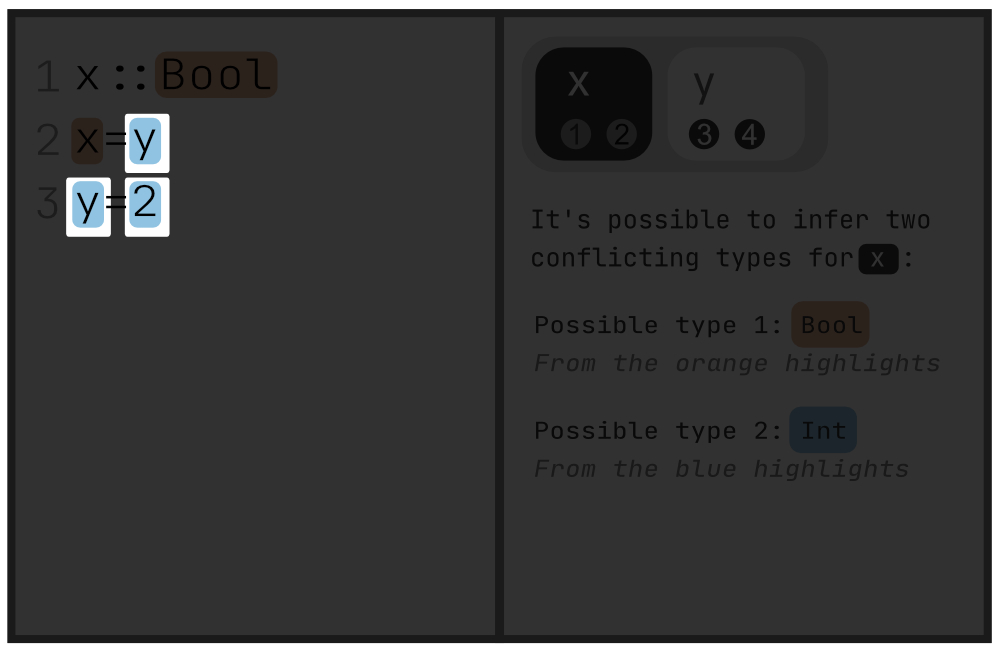 1 x::Bool
2 x=y
3 y=2
x y
1 2 3 4
It's possible to infer two
conflicting types for x :
Possible type 1: Bool
From the orange highlights
Possible type 2: Int
From the blue highlights